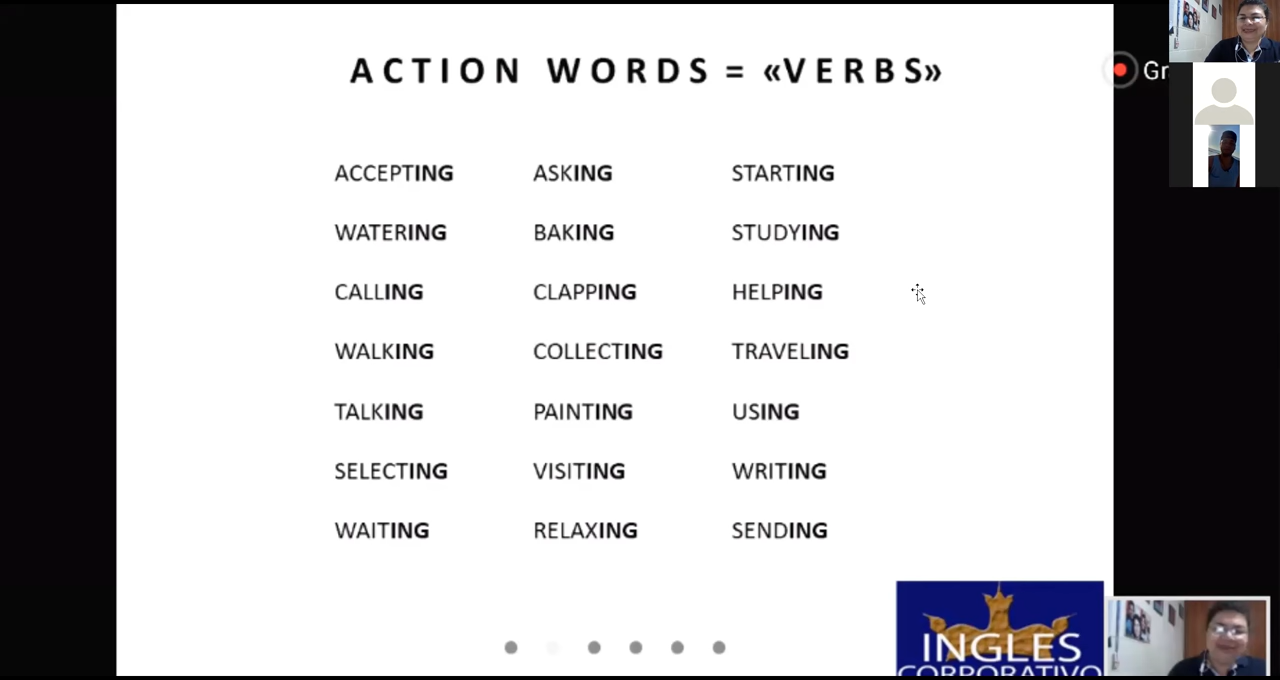 ACTION WORDS = «VERBS»
Gr
ACCEPTING ASKING STARTING
WATERING BAKING STUDYING
CALLING CLAPPING HELPING
WALKING COLLECTING TRAVELING
TALKING PAINTING USING
SELECTING VISITING WRITING
WAITING RELAXING SENDING
INGLES
CORPORATIVO